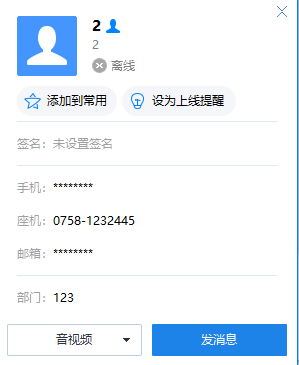 2
2
离线
添加到常用
设为上线提醒
签名：未设置签名
手机：********
座机：0758-1232445
邮箱：********
部门：123
音视频
发消息